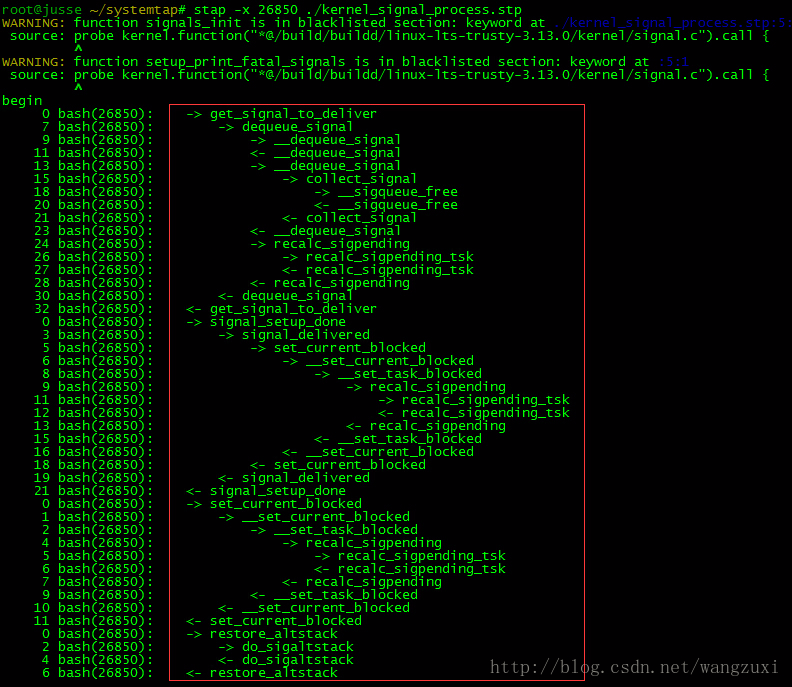 root@jusse ~/systemtap# stap -x 26850 ./kernel_signal_process.stp
WARNING: function signals_init is in blacklisted section: keyword at ./kernel_signal_process.stp:5:
 source: probe kernel.function("*@/build/buildd/linux-lts-trusty-3.13.0/kernel/signal.c").call {
         ^
WARNING: function setup_print_fatal_signals is in blacklisted section: keyword at :5:1
 source: probe kernel.function("*@/build/buildd/linux-lts-trusty-3.13.0/kernel/signal.c").call {
         ^
begin
     0 bash(26850):    -> get_signal_to_deliver
     7 bash(26850):        -> dequeue_signal
     9 bash(26850):            -> __dequeue_signal
    11 bash(26850):            <- __dequeue_signal
    13 bash(26850):            -> __dequeue_signal
    15 bash(26850):                -> collect_signal
    18 bash(26850):                    -> __sigqueue_free
    20 bash(26850):                    <- __sigqueue_free
    21 bash(26850):                <- collect_signal
    23 bash(26850):            <- __dequeue_signal
    24 bash(26850):            -> recalc_sigpending
    26 bash(26850):                -> recalc_sigpending_tsk
    27 bash(26850):                <- recalc_sigpending_tsk
    28 bash(26850):            <- recalc_sigpending
    30 bash(26850):        <- dequeue_signal
    32 bash(26850):    <- get_signal_to_deliver
     0 bash(26850):    -> signal_setup_done
     3 bash(26850):        -> signal_delivered
     5 bash(26850):            -> set_current_blocked
     6 bash(26850):                -> __set_current_blocked
     8 bash(26850):                    -> __set_task_blocked
     9 bash(26850):                        -> recalc_sigpending
    11 bash(26850):                            -> recalc_sigpending_tsk
    12 bash(26850):                            <- recalc_sigpending_tsk
    13 bash(26850):                        <- recalc_sigpending
    15 bash(26850):                    <- __set_task_blocked
    16 bash(26850):                <- __set_current_blocked
    18 bash(26850):            <- set_current_blocked
    19 bash(26850):        <- signal_delivered
    21 bash(26850):    <- signal_setup_done
     0 bash(26850):    -> set_current_blocked
     1 bash(26850):        -> __set_current_blocked
     2 bash(26850):            -> __set_task_blocked
     4 bash(26850):                -> recalc_sigpending
     5 bash(26850):                    -> recalc_sigpending_tsk
     6 bash(26850):                    <- recalc_sigpending_tsk
     7 bash(26850):                <- recalc_sigpending
     9 bash(26850):            <- __set_task_blocked
    10 bash(26850):        <- __set_current_blocked
    11 bash(26850):    <- set_current_blocked
     0 bash(26850):    -> restore_altstack
     2 bash(26850):        -> do_sigaltstack
     4 bash(26850):        <- do_sigaltstack
     6 bash(26850):    <- restore_altstack
http://blog.csdn.net/wangzuxi